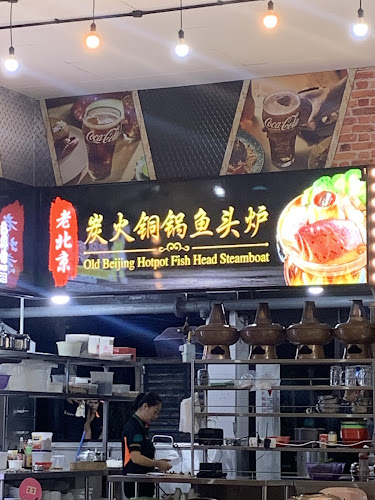 Coca-Cola
Coca-Cola
老北京
炭火铜锅鱼头炉
Old Beijing Hotpot Fish Head Steamboat